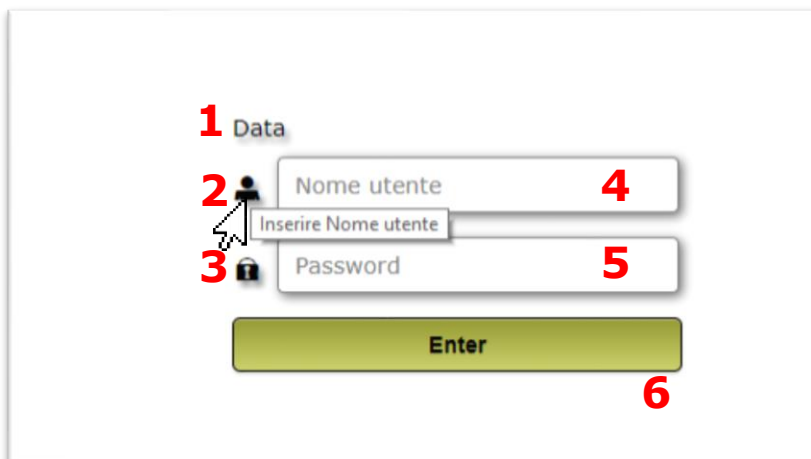 1 Data
2 Nome utente 4
Inserire Nome utente
3 Password 5
Enter
6